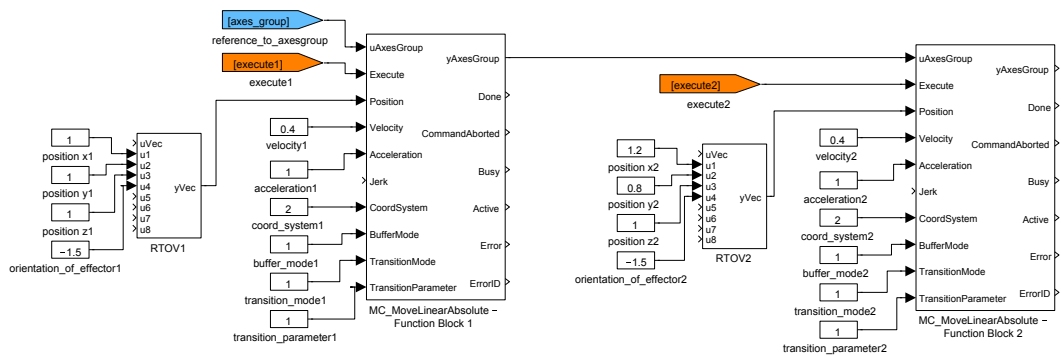 [axes_group]
reference_to_axesgroup
[execute1]
execute1
1
position x1
1
position y1
1
position z1
−1.5
orientation_of_effector1
uVec
u1
u2
u3
u4
u5
u6
u7
u8
yVec
RTOV1
0.4
velocity1
1
acceleration1
2
coord_system1
1
buffer_mode1
1
transition_mode1
1
transition_parameter1
uAxesGroup
Execute
Position
Velocity
Acceleration
Jerk
CoordSystem
BufferMode
TransitionMode
TransitionParameter
yAxesGroup
Done
CommandAborted
Busy
Active
Error
ErrorID
MC_MoveLinearAbsolute −
Function Block 1
[execute2]
execute2
1.2
position x2
0.8
position y2
1
position z2
−1.5
orientation_of_effector2
uVec
u1
u2
u3
u4
u5
u6
u7
u8
yVec
RTOV2
0.4
velocity2
1
acceleration2
2
coord_system2
1
buffer_mode2
1
transition_mode2
1
transition_parameter2
uAxesGroup
Execute
Position
Velocity
Acceleration
Jerk
CoordSystem
BufferMode
TransitionMode
TransitionParameter
yAxesGroup
Done
CommandAborted
Busy
Active
Error
ErrorID
MC_MoveLinearAbsolute −
Function Block 2